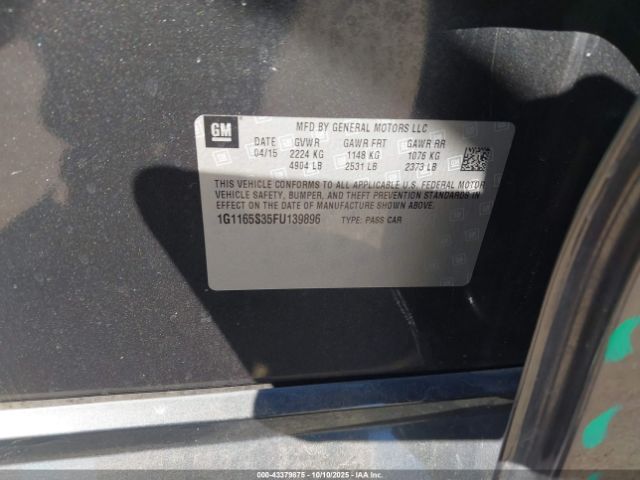 GM
MFD BY GENERAL MOTORS LLC
DATE GVWR GAWR FRT GAWR RR
04/15 2224 KG 1148 KG 1076 KG
4904 LB 2531 LB 2373 LB
THIS VEHICLE CONFORMS TO ALL APPLICABLE U.S. FEDERAL MOTOR
VEHICLE SAFETY, BUMPER, AND THEFT PREVENTION STANDARDS IN
EFFECT ON THE DATE OF MANUFACTURE SHOWN ABOVE.
1G1165S35FU139896 TYPE: PASS CAR
000-43379675 - 10/10/2025 - IAAI.COM